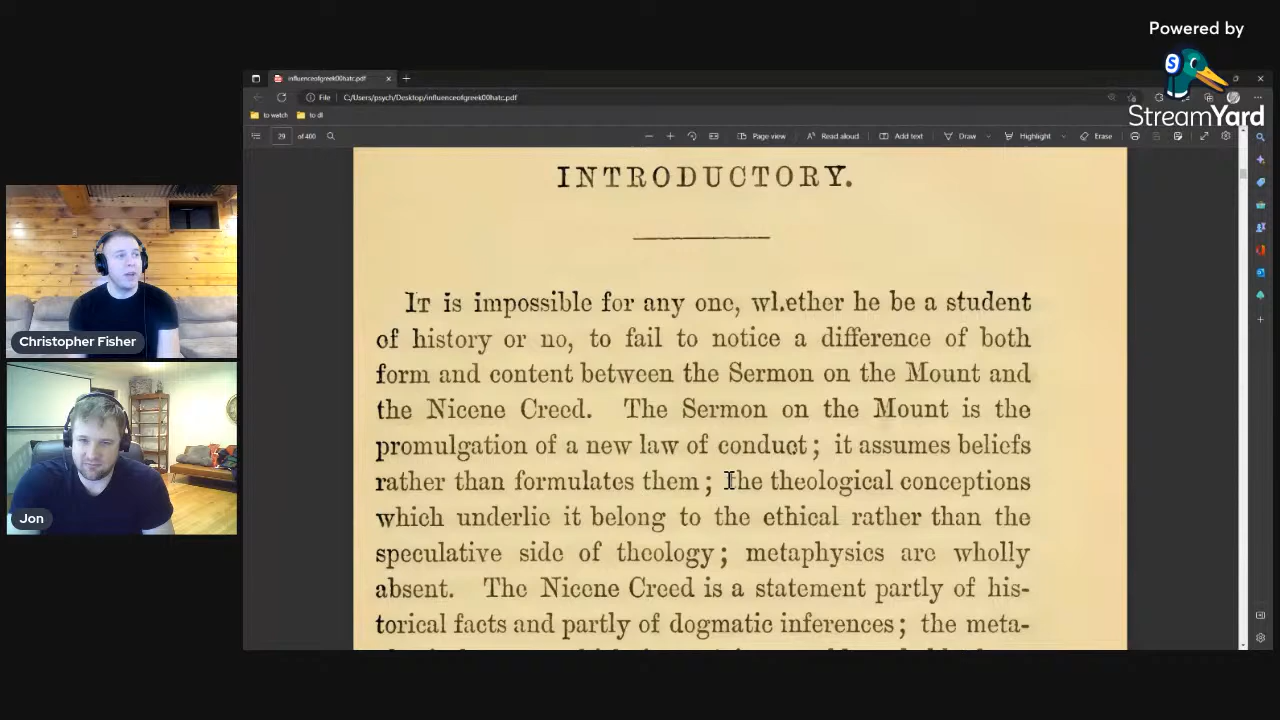 Powered by
StreamYard
influenceofgreek00hatc.pdf
File C:/Users/psych/Desktop/influenceofgreek00hatc.pdf
to watch to dl
29 of 400 Page view Read aloud Add text Draw Highlight Erase
INTRODUCTORY.
IT is impossible for any one, whether he be a student
of history or no, to fail to notice a difference of both
form and content between the Sermon on the Mount and
the Nicene Creed. The Sermon on the Mount is the
promulgation of a new law of conduct; it assumes beliefs
rather than formulates them; the theological conceptions
which underlie it belong to the ethical rather than the
speculative side of theology; metaphysics are wholly
absent. The Nicene Creed is a statement partly of his-
torical facts and partly of dogmatic inferences; the meta-
Christopher Fisher
Jon